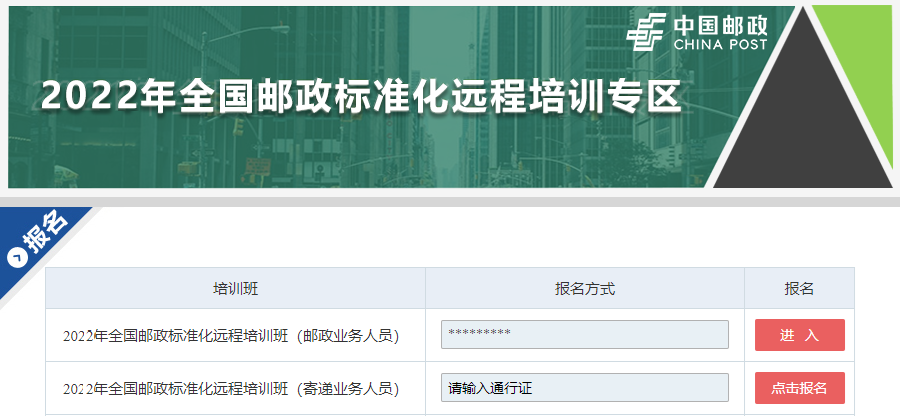 中国邮政
CHINA POST
2022年全国邮政标准化远程培训专区
报名
培训班 报名方式 报名
2022年全国邮政标准化远程培训班（邮政业务人员） ********* 进 入
2022年全国邮政标准化远程培训班（寄递业务人员） 请输入通行证 点击报名